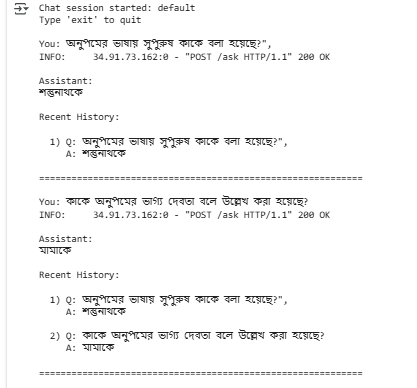 Chat session started: default
Type 'exit' to quit
You: অনুপমের ভাষায় সুপুরুষ কাকে বলা হয়েছে?",
INFO: 34.91.73.162:0 - "POST /ask HTTP/1.1" 200 OK
Assistant:
শম্ভুনাথকে
Recent History:
1) Q: অনুপমের ভাষায় সুপুরুষ কাকে বলা হয়েছে?",
A: শম্ভুনাথকে
================================================================
You: কাকে অনুপমের ভাগ্য দেবতা বলে উল্লেখ করা হয়েছে?
INFO: 34.91.73.162:0 - "POST /ask HTTP/1.1" 200 OK
Assistant:
মামাকে
Recent History:
1) Q: অনুপমের ভাষায় সুপুরুষ কাকে বলা হয়েছে?",
A: শম্ভুনাথকে
2) Q: কাকে অনুপমের ভাগ্য দেবতা বলে উল্লেখ করা হয়েছে?
A: মামাকে
================================================================